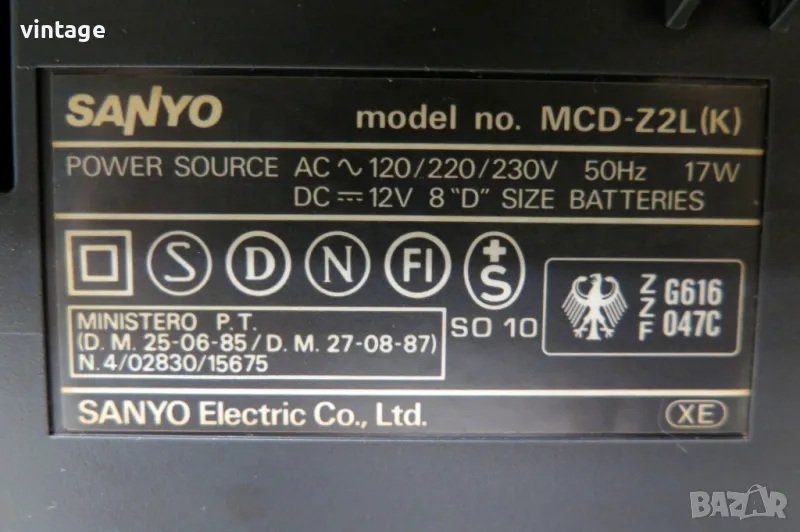 vintage
SANYO model no. MCD-Z2L(K)
POWER SOURCE AC ∿ 120/220/230V 50Hz 17W
DC ⎓ 12V 8 "D" SIZE BATTERIES
S D N FI +S
SO 10
ZZF G616 047C
MINISTERO P.T.
(D.M. 25-06-85/D.M. 27-08-87)
N.4/02830/15675
SANYO Electric Co., Ltd. XE
BAZAR